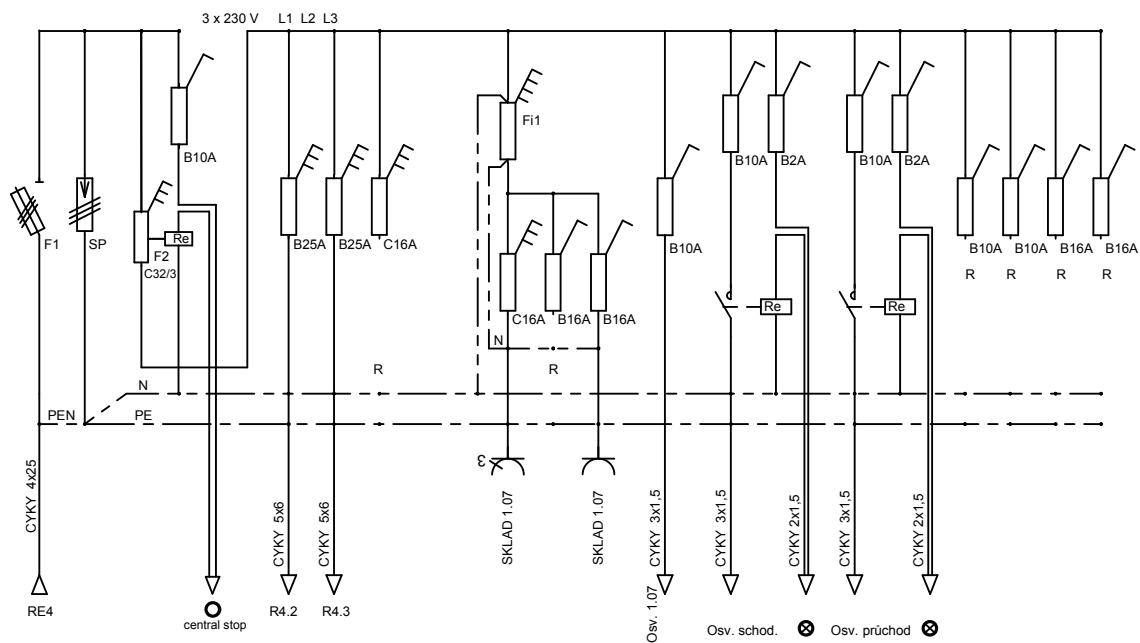 3 x 230 V L1 L2 L3
Fi1
B10A
B10A
B2A
B10A
B2A
F1
SP
Re
F2
C32/3
B25A
B25A
C16A
B10A
B10A
B10A
B16A
B16A
R
R
R
R
C16A
B16A
B16A
Re
Re
N
R
R
N
PEN
PE
3
CYKY 4x25
CYKY 5x6
CYKY 5x6
SKLAD 1.07
SKLAD 1.07
CYKY 3x1,5
CYKY 3x1,5
CYKY 2x1,5
CYKY 3x1,5
CYKY 2x1,5
RE4
central stop
R4.2
R4.3
Osv. 1.07
Osv. schod.
Osv. průchod